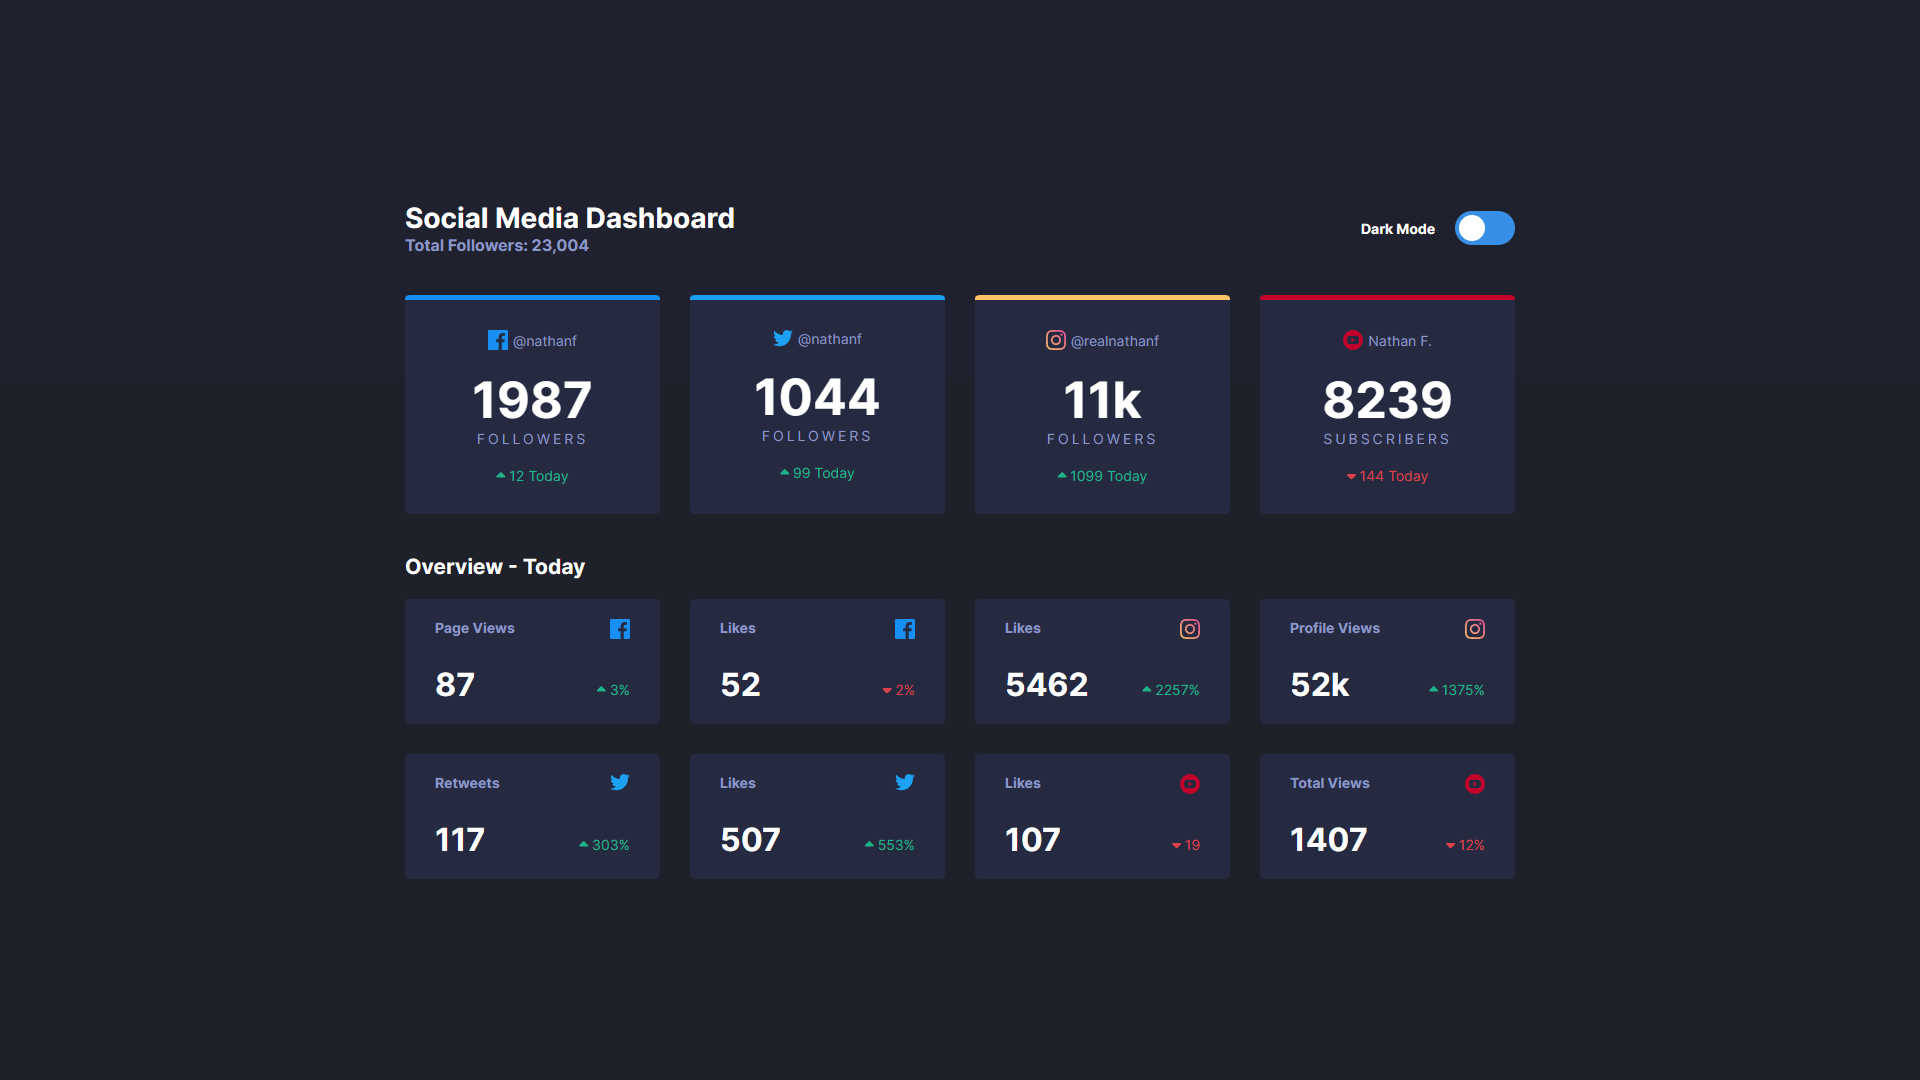 Social Media Dashboard
Total Followers: 23,004
Dark Mode
@nathanf
1987
FOLLOWERS
12 Today
@nathanf
1044
FOLLOWERS
99 Today
@realnathanf
11k
FOLLOWERS
1099 Today
Nathan F.
8239
SUBSCRIBERS
144 Today
Overview - Today
Page Views
87
3%
Likes
52
2%
Likes
5462
2257%
Profile Views
52k
1375%
Retweets
117
303%
Likes
507
553%
Likes
107
19
Total Views
1407
12%